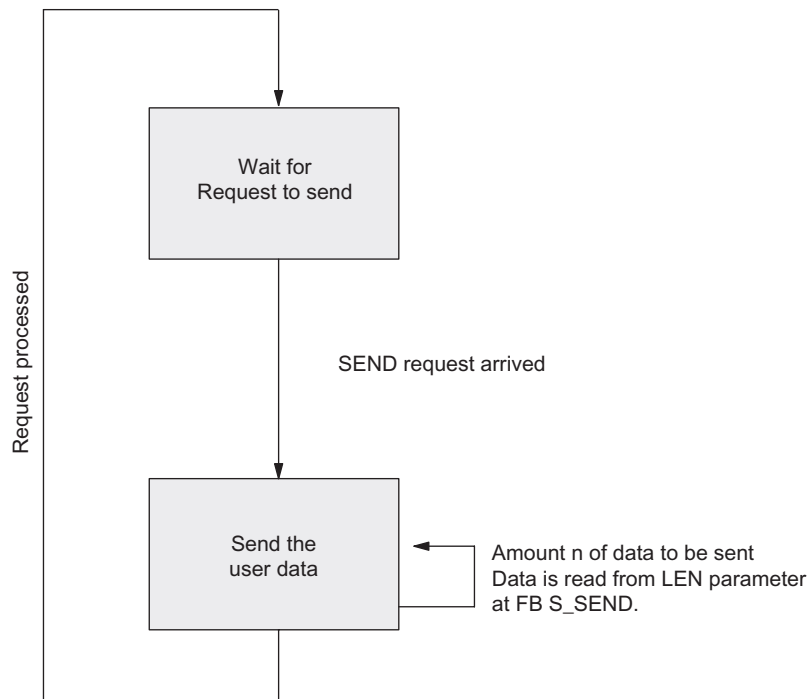 Wait for
Request to send
Request processed
SEND request arrived
Send the
user data
Amount n of data to be sent
Data is read from LEN parameter
at FB S_SEND.